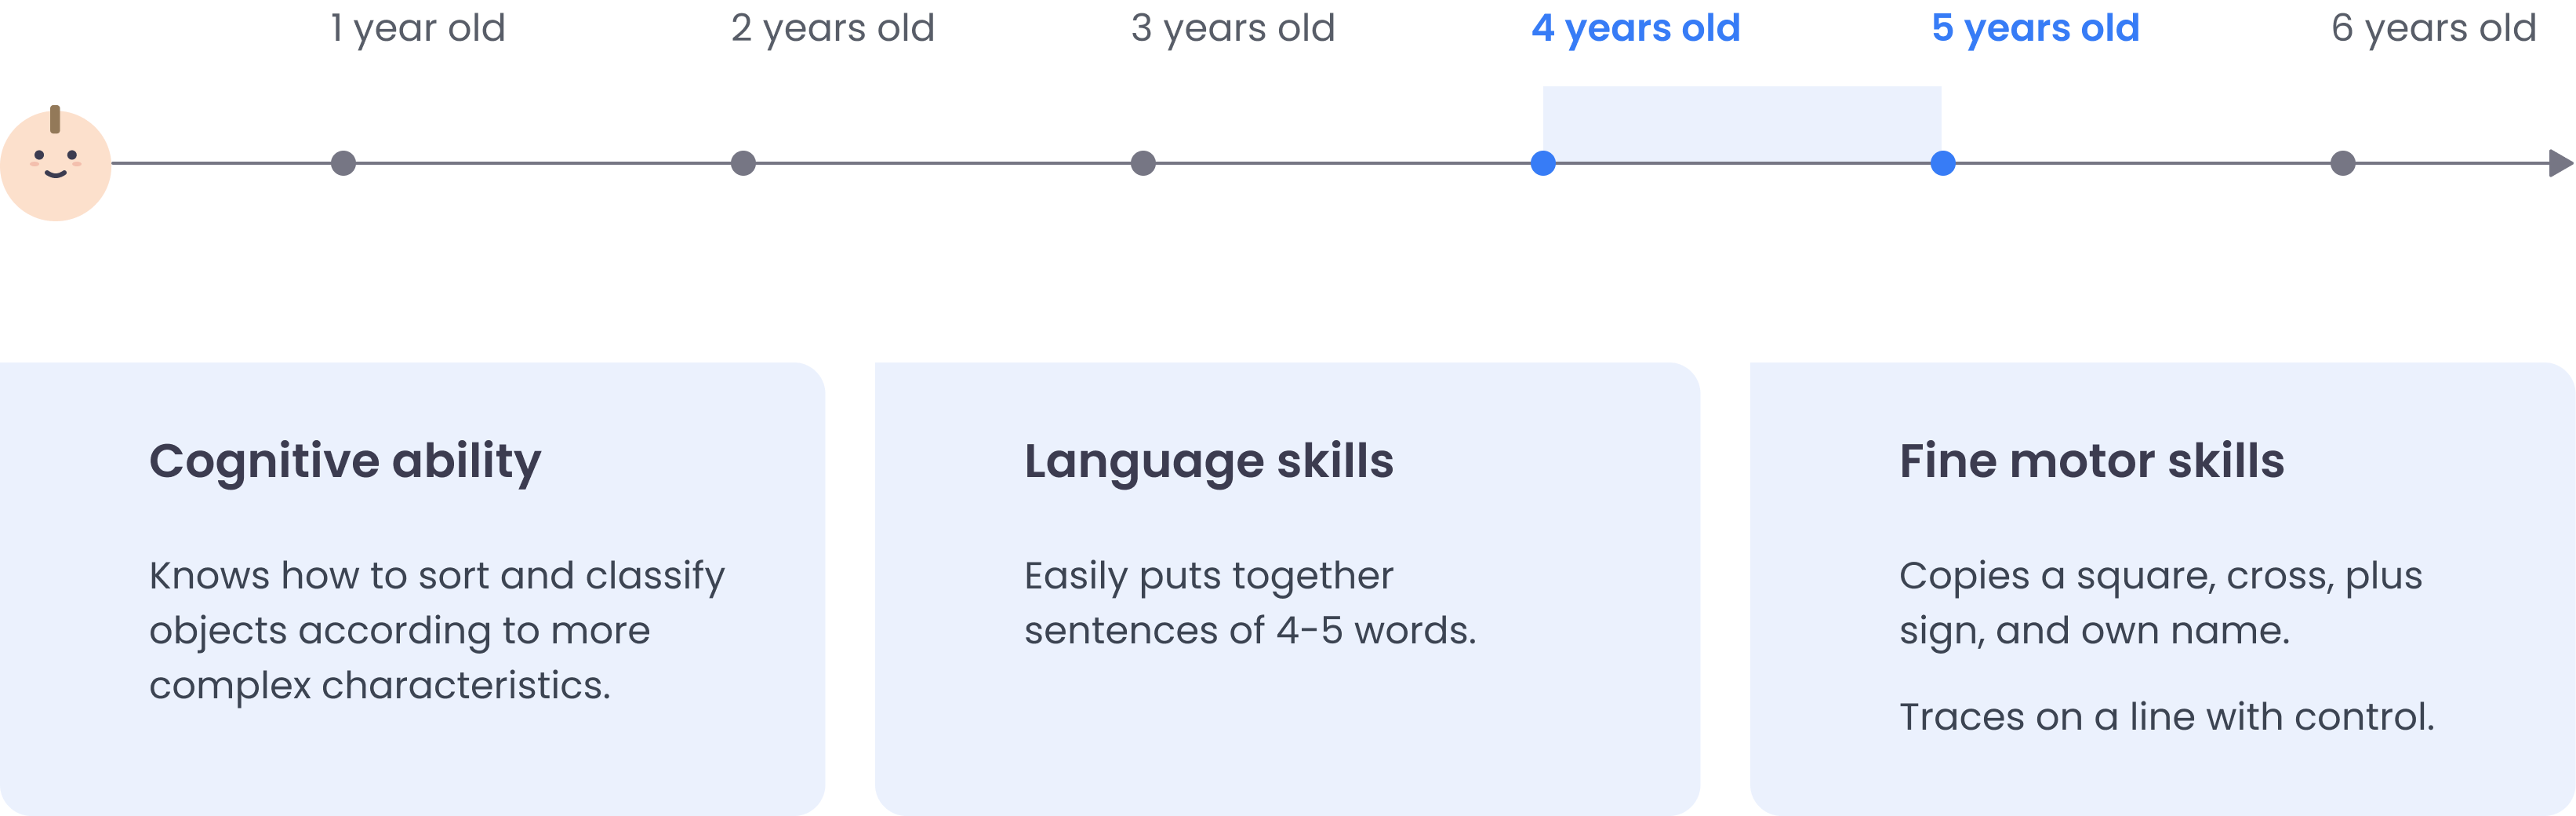 1 year old
2 years old
3 years old
4 years old
5 years old
6 years old
Cognitive ability
Knows how to sort and classify
objects according to more
complex characteristics.
Language skills
Easily puts together
sentences of 4-5 words.
Fine motor skills
Copies a square, cross, plus
sign, and own name.
Traces on a line with control.